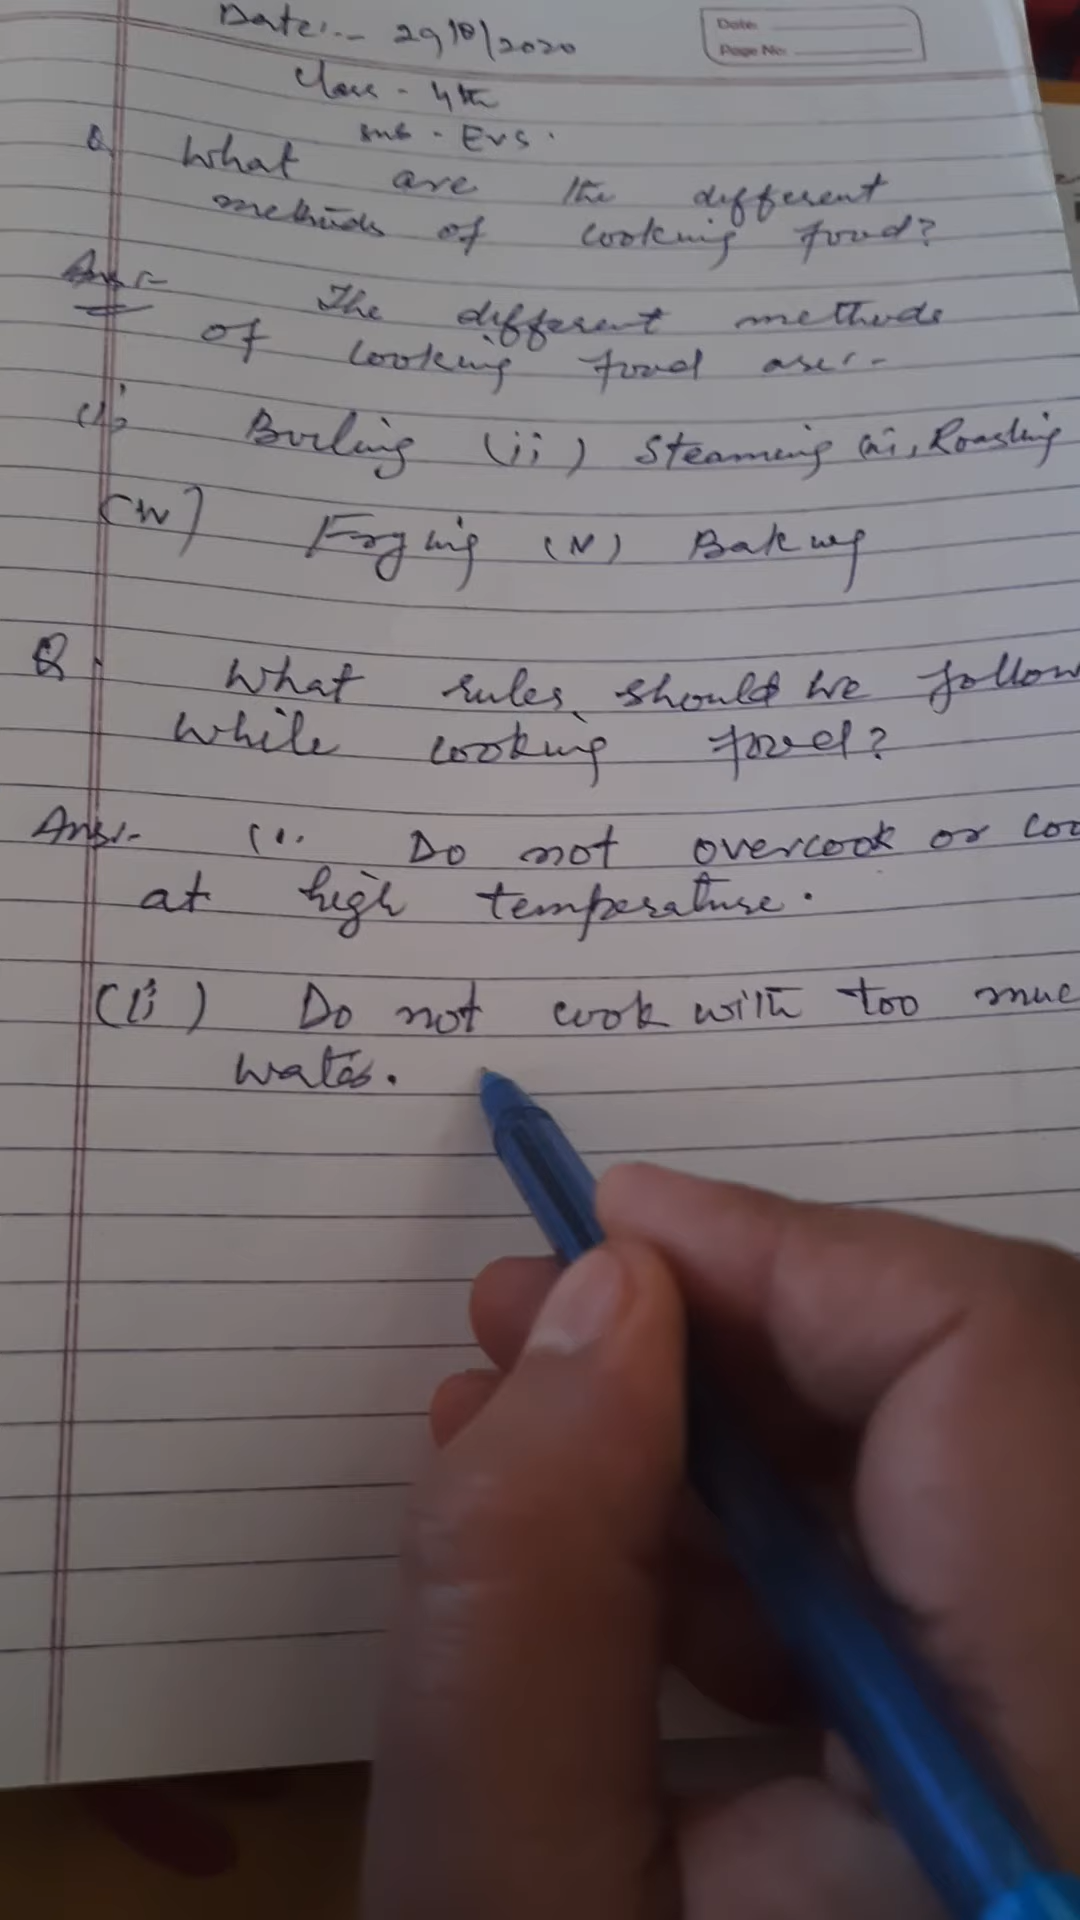 Date:-- 29/8/2020
Date
Page No:
Class - 4th
Sub - Evs.
Q What are the different
methods of cooking food?
Ans:- The different methods
of cooking food are:-
(i) Boiling (ii) Steaming (iii, Roasting
(iv] Frying (v) Baking
Q. What rules should we follow
while cooking food?
Ans:- (i. Do not overcook or coo
at high temperature.
(ii) Do not cook with too muc
water.